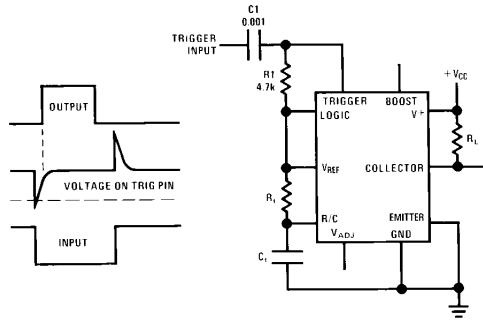 C1
0.001
TRIGGER
INPUT
R1
4.7k
TRIGGER
BOOST
+VCC
LOGIC
V+
OUTPUT
RL
VREF
COLLECTOR
VOLTAGE ON TRIG PIN
Rt
R/C
EMITTER
VADJ
GND
INPUT
Ct